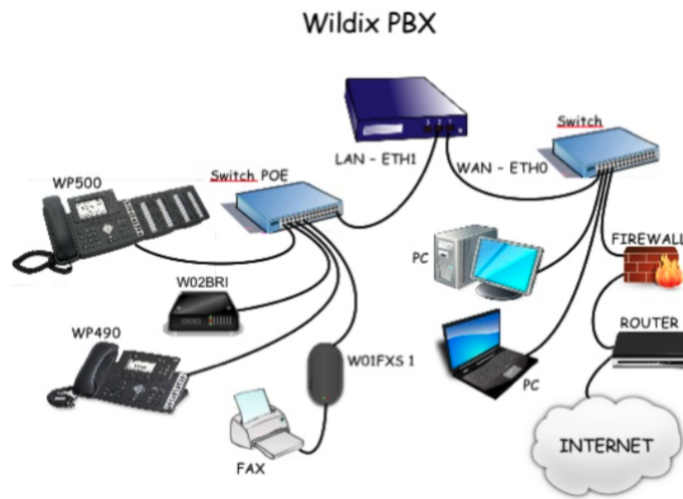 Wildix PBX
Switch
LAN - ETH1
WAN - ETH0
Switch POE
WP500
PC
FIREWALL
W02BRI
ROUTER
WP490
W01FXS 1
PC
INTERNET
FAX